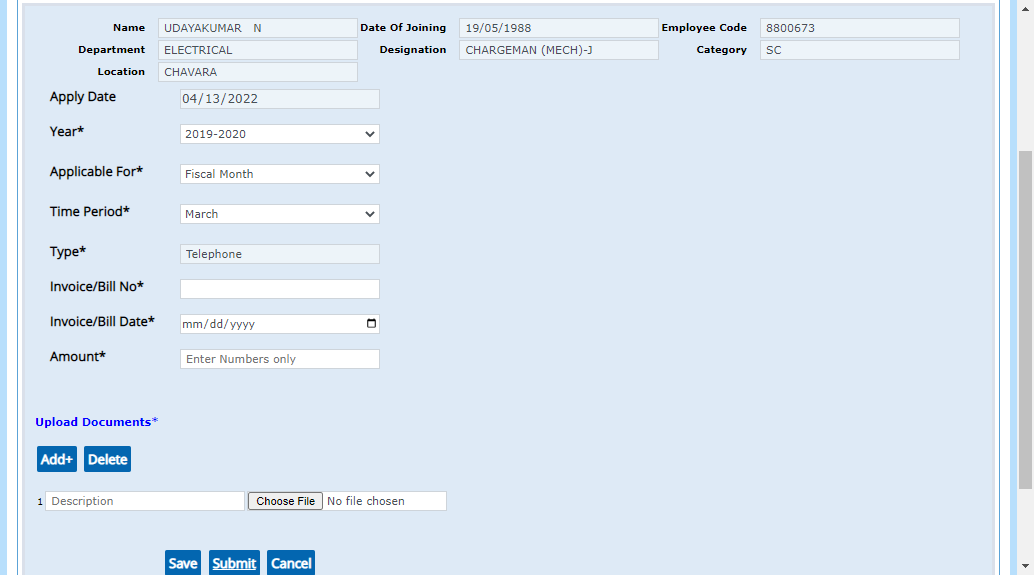 Name UDAYAKUMAR N Date Of Joining 19/05/1988 Employee Code 8800673
Department ELECTRICAL Designation CHARGEMAN (MECH)-J Category SC
Location CHAVARA
Apply Date 04/13/2022
Year* 2019-2020
Applicable For* Fiscal Month
Time Period* March
Type* Telephone
Invoice/Bill No*
Invoice/Bill Date* mm/dd/yyyy
Amount* Enter Numbers only
Upload Documents*
Add+ Delete
1 Description Choose File No file chosen
Save Submit Cancel